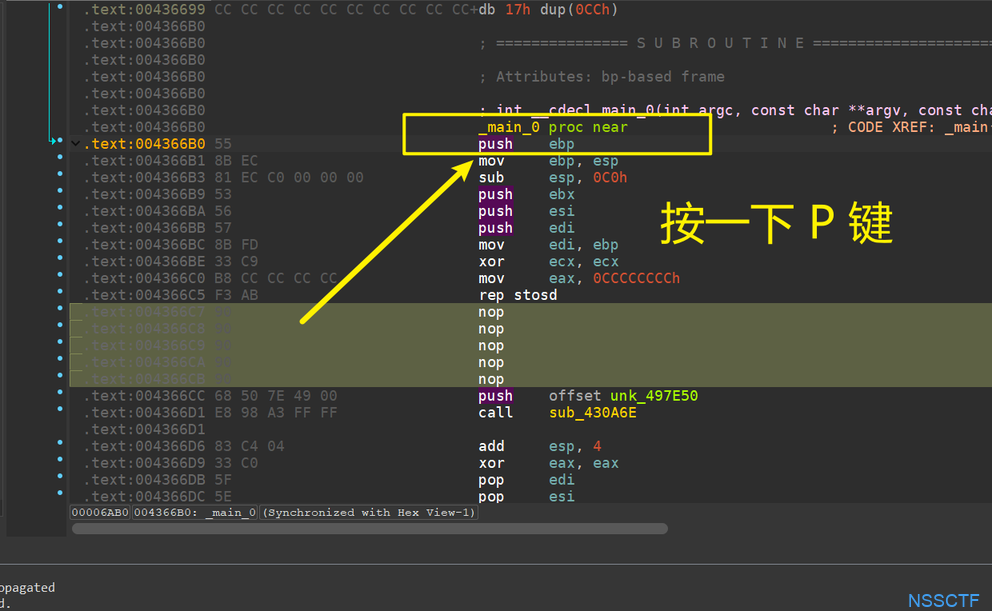 .text:00436699 CC CC CC CC CC CC CC CC CC CC+db 17h dup(0CCh)
.text:004366B0
.text:004366B0 ; =============== S U B R O U T I N E =====================
.text:004366B0
.text:004366B0 ; Attributes: bp-based frame
.text:004366B0
.text:004366B0 ; int __cdecl main_0(int argc, const char **argv, const cha
.text:004366B0 _main_0 proc near ; CODE XREF: _main
.text:004366B0 55 push ebp
.text:004366B1 8B EC mov ebp, esp
.text:004366B3 81 EC C0 00 00 00 sub esp, 0C0h
.text:004366B9 53 push ebx
.text:004366BA 56 push esi
.text:004366BB 57 push edi
按一下 P 键
.text:004366BC 8B FD mov edi, ebp
.text:004366BE 33 C9 xor ecx, ecx
.text:004366C0 B8 CC CC CC CC mov eax, 0CCCCCCCCh
.text:004366C5 F3 AB rep stosd
.text:004366C7 90 nop
.text:004366C8 90 nop
.text:004366C9 90 nop
.text:004366CA 90 nop
.text:004366CB 90 nop
.text:004366CC 68 50 7E 49 00 push offset unk_497E50
.text:004366D1 E8 98 A3 FF FF call sub_430A6E
.text:004366D1
.text:004366D6 83 C4 04 add esp, 4
.text:004366D9 33 C0 xor eax, eax
.text:004366DB 5F pop edi
.text:004366DC 5E pop esi
00006AB0 004366B0: _main_0 (Synchronized with Hex View-1)
opagated
d.
NSSCTF